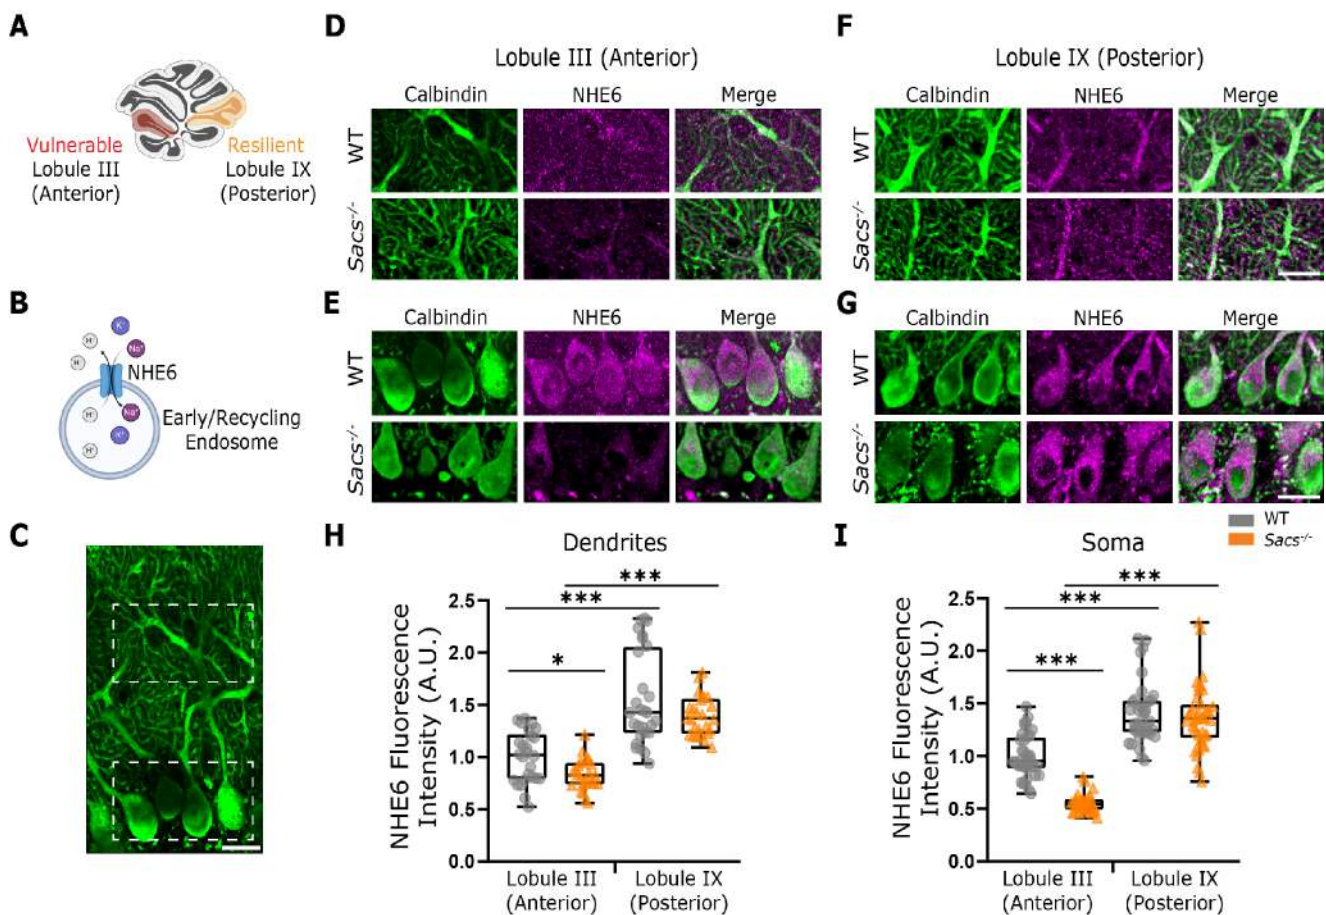 A
Vulnerable
Lobule III
(Anterior)
Resilient
Lobule IX
(Posterior)
B
K⁺
H⁺
Na⁺
H⁺
NHE6
H⁺
Na⁺
K⁺
H⁺
Early/Recycling
Endosome
C
D
Lobule III (Anterior)
Calbindin NHE6 Merge
WT
Sacs⁻/⁻
E
Calbindin NHE6 Merge
WT
Sacs⁻/⁻
F
Lobule IX (Posterior)
Calbindin NHE6 Merge
WT
Sacs⁻/⁻
G
Calbindin NHE6 Merge
WT
Sacs⁻/⁻
WT
Sacs⁻/⁻
H
Dendrites
NHE6 Fluorescence
Intensity (A.U.)
2.5
2.0
1.5
1.0
0.5
0.0
***
***
*
Lobule III
(Anterior)
Lobule IX
(Posterior)
I
Soma
NHE6 Fluorescence
Intensity (A.U.)
2.5
2.0
1.5
1.0
0.5
0.0
***
***
***
Lobule III
(Anterior)
Lobule IX
(Posterior)